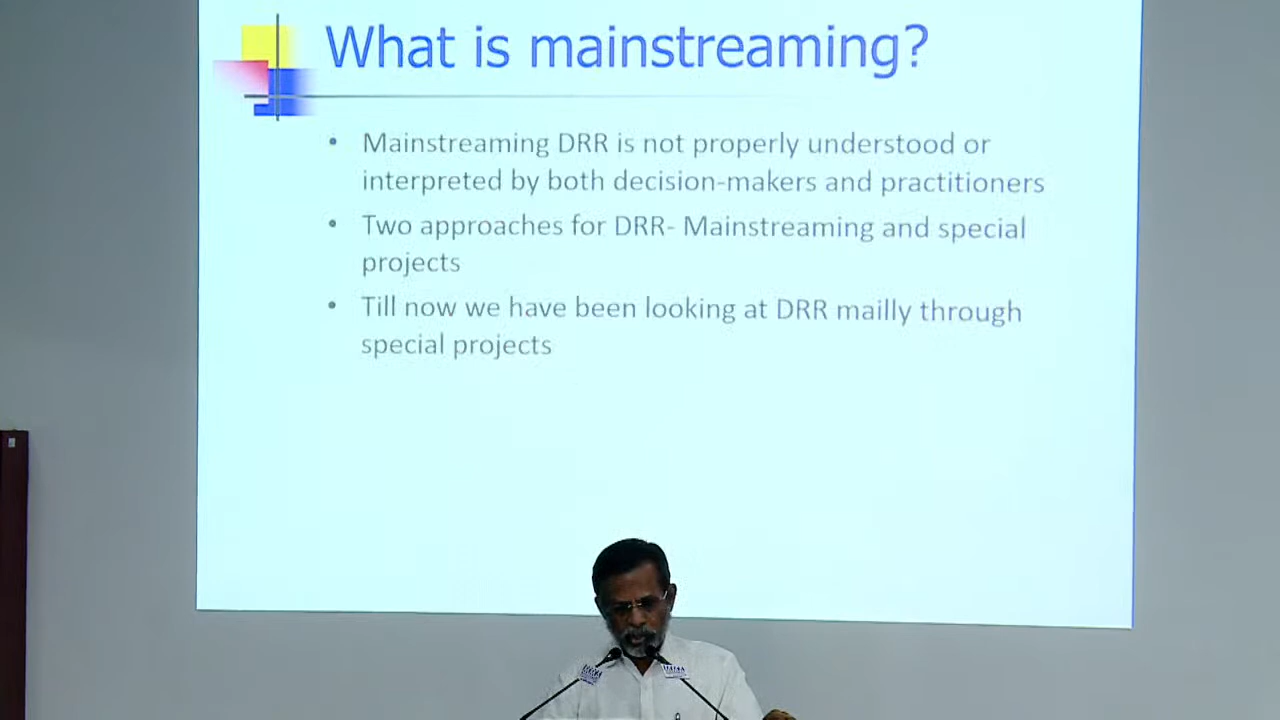 What is mainstreaming?
• Mainstreaming DRR is not properly understood or
interpreted by both decision-makers and practitioners
• Two approaches for DRR- Mainstreaming and special
projects
• Till now we have been looking at DRR mailly through
special projects